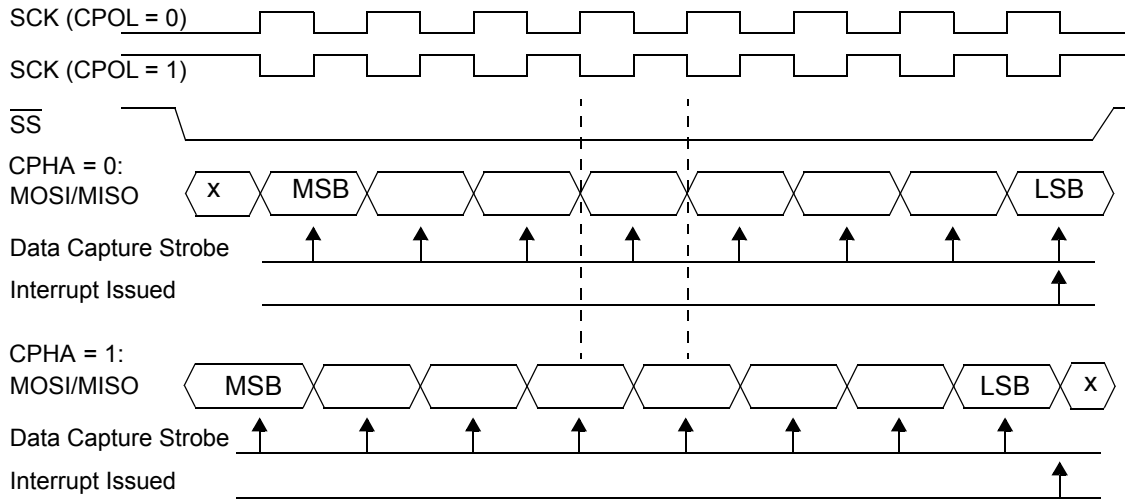 SCK (CPOL = 0)
SCK (CPOL = 1)
SS
CPHA = 0:
MOSI/MISO
x
MSB
LSB
Data Capture Strobe
Interrupt Issued
CPHA = 1:
MOSI/MISO
MSB
LSB
x
Data Capture Strobe
Interrupt Issued